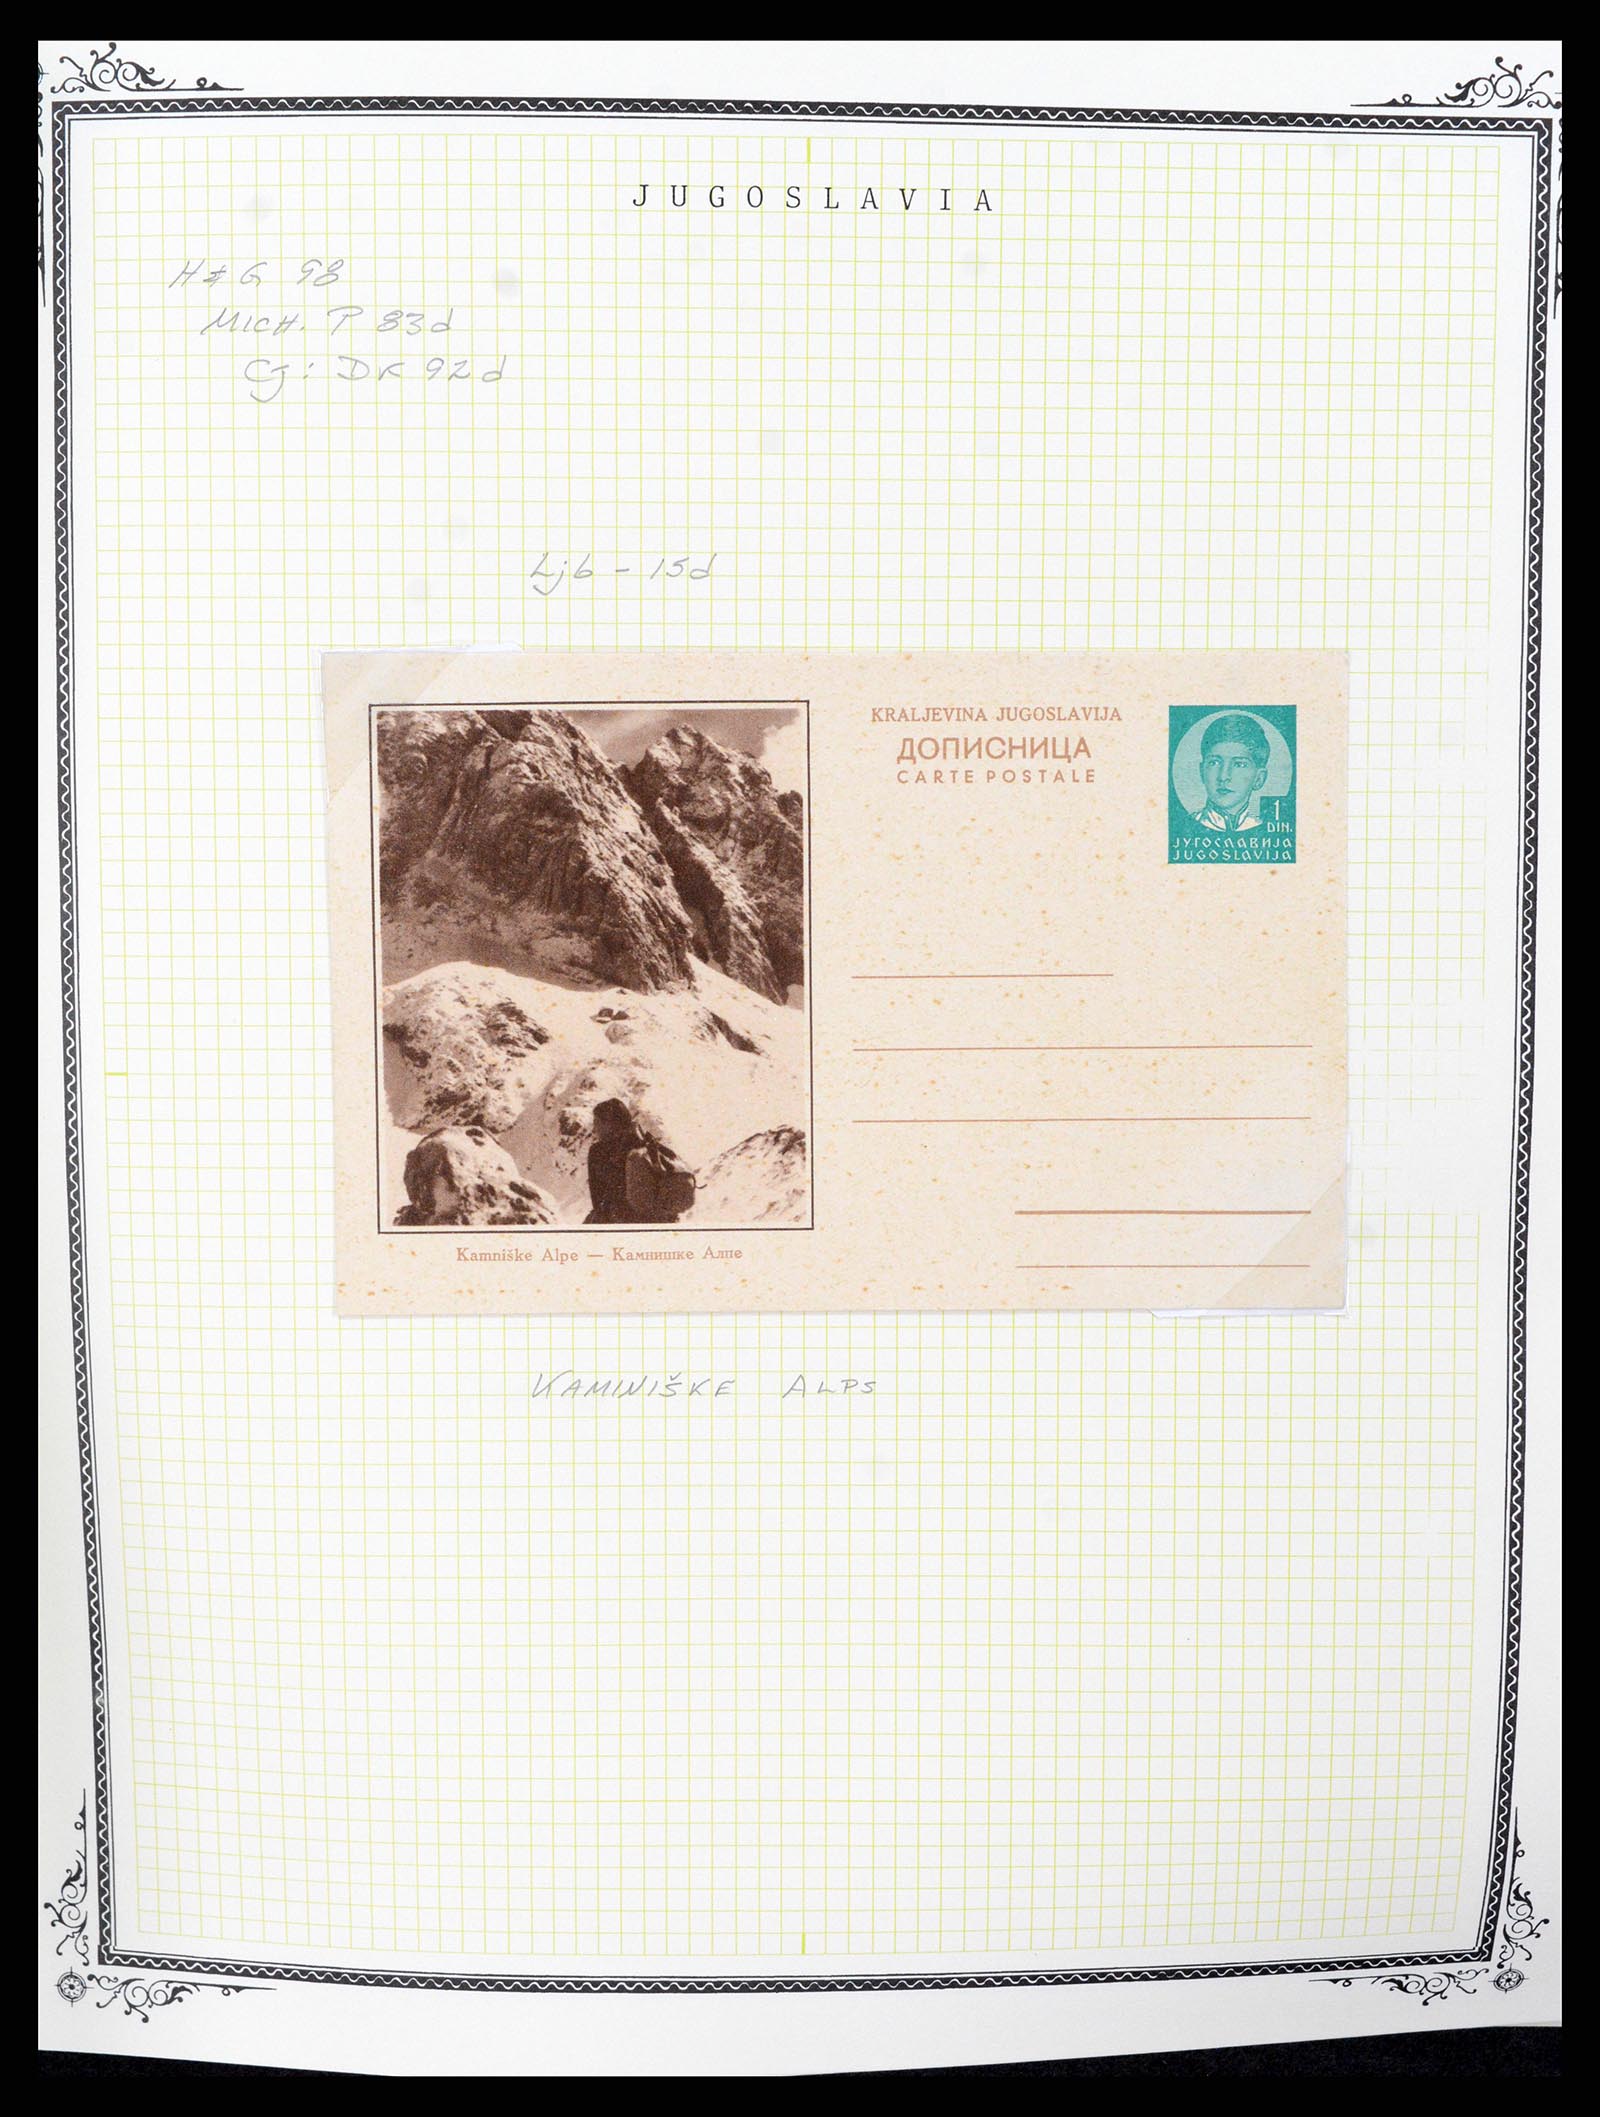 JUGOSLAVIA
H & G 98
MICH. P 83d
CJ: DK 92d
Ljb - 15d
KRALJEVINA JUGOSLAVIJA
ДОПИСНИЦА
CARTE POSTALE
1
DIN.
ЈУГОСЛАВИЈА
JUGOSLAVIJA
Kamniške Alpe — Камнишке Алпе
KAMINIŠKE ALPS